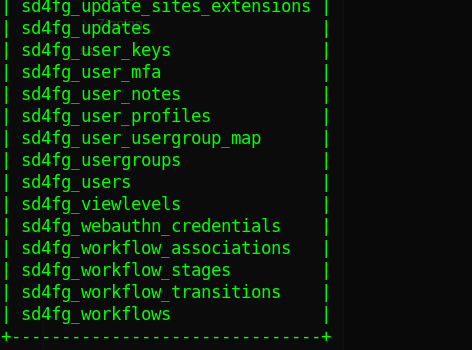 | sd4fg_update_sites_extensions |
| sd4fg_updates |
| sd4fg_user_keys |
| sd4fg_user_mfa |
| sd4fg_user_notes |
| sd4fg_user_profiles |
| sd4fg_user_usergroup_map |
| sd4fg_usergroups |
| sd4fg_users |
| sd4fg_viewlevels |
| sd4fg_webauthn_credentials |
| sd4fg_workflow_associations |
| sd4fg_workflow_stages |
| sd4fg_workflow_transitions |
| sd4fg_workflows |
+-------------------------------+